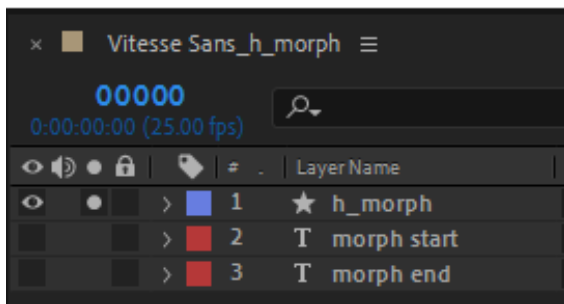 Vitesse Sans_h_morph
00000
0:00:00:00 (25.00 fps)
# . Layer Name
1 h_morph
2 T morph start
3 T morph end